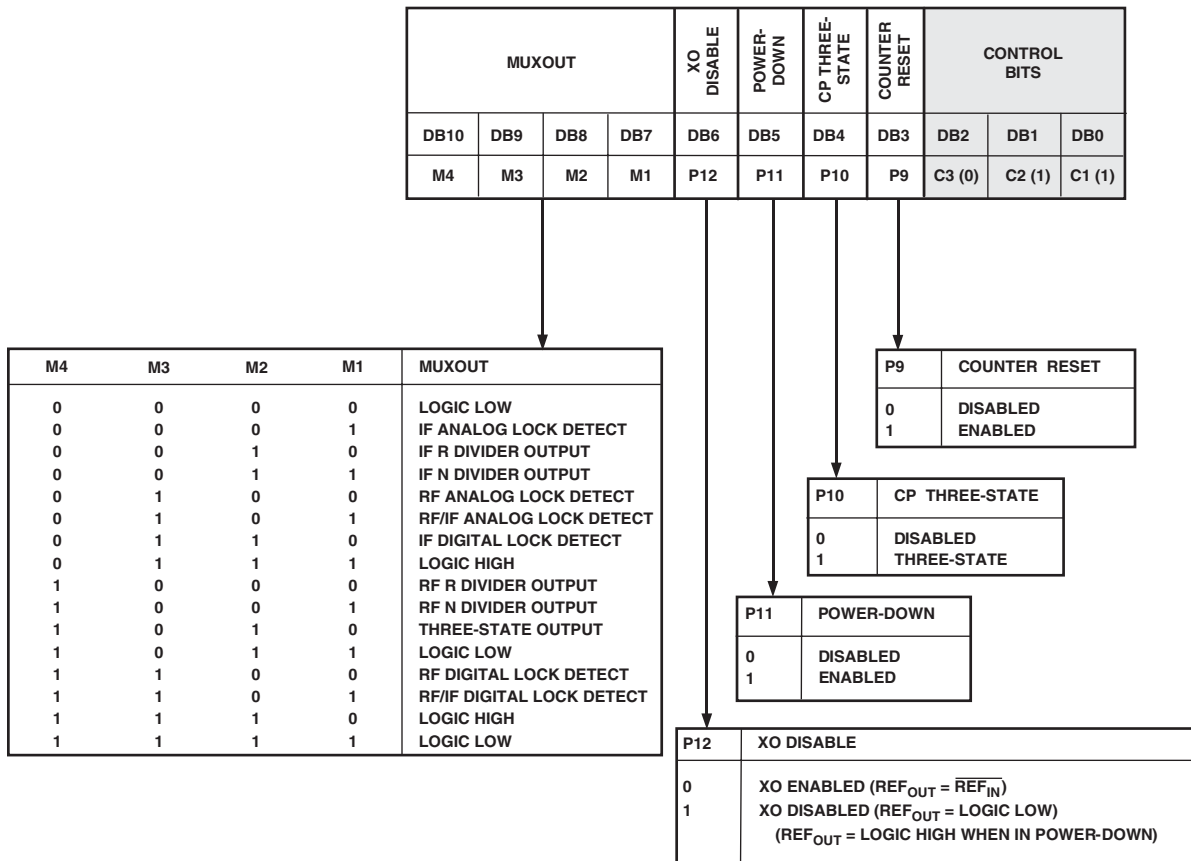 MUXOUT
XO
DISABLE
POWER-
DOWN
CP THREE-
STATE
COUNTER
RESET
CONTROL
BITS
DB10 DB9 DB8 DB7 DB6 DB5 DB4 DB3 DB2 DB1 DB0
M4 M3 M2 M1 P12 P11 P10 P9 C3 (0) C2 (1) C1 (1)
M4 M3 M2 M1 MUXOUT
0 0 0 0 LOGIC LOW
0 0 0 1 IF ANALOG LOCK DETECT
0 0 1 0 IF R DIVIDER OUTPUT
0 0 1 1 IF N DIVIDER OUTPUT
0 1 0 0 RF ANALOG LOCK DETECT
0 1 0 1 RF/IF ANALOG LOCK DETECT
0 1 1 0 IF DIGITAL LOCK DETECT
0 1 1 1 LOGIC HIGH
1 0 0 0 RF R DIVIDER OUTPUT
1 0 0 1 RF N DIVIDER OUTPUT
1 0 1 0 THREE-STATE OUTPUT
1 0 1 1 LOGIC LOW
1 1 0 0 RF DIGITAL LOCK DETECT
1 1 0 1 RF/IF DIGITAL LOCK DETECT
1 1 1 0 LOGIC HIGH
1 1 1 1 LOGIC LOW
P9 COUNTER RESET
0 DISABLED
1 ENABLED
P10 CP THREE-STATE
0 DISABLED
1 THREE-STATE
P11 POWER-DOWN
0 DISABLED
1 ENABLED
P12 XO DISABLE
0 XO ENABLED (REFOUT = R̅E̅F̅I̅N̅)
1 XO DISABLED (REFOUT = LOGIC LOW)
(REFOUT = LOGIC HIGH WHEN IN POWER-DOWN)